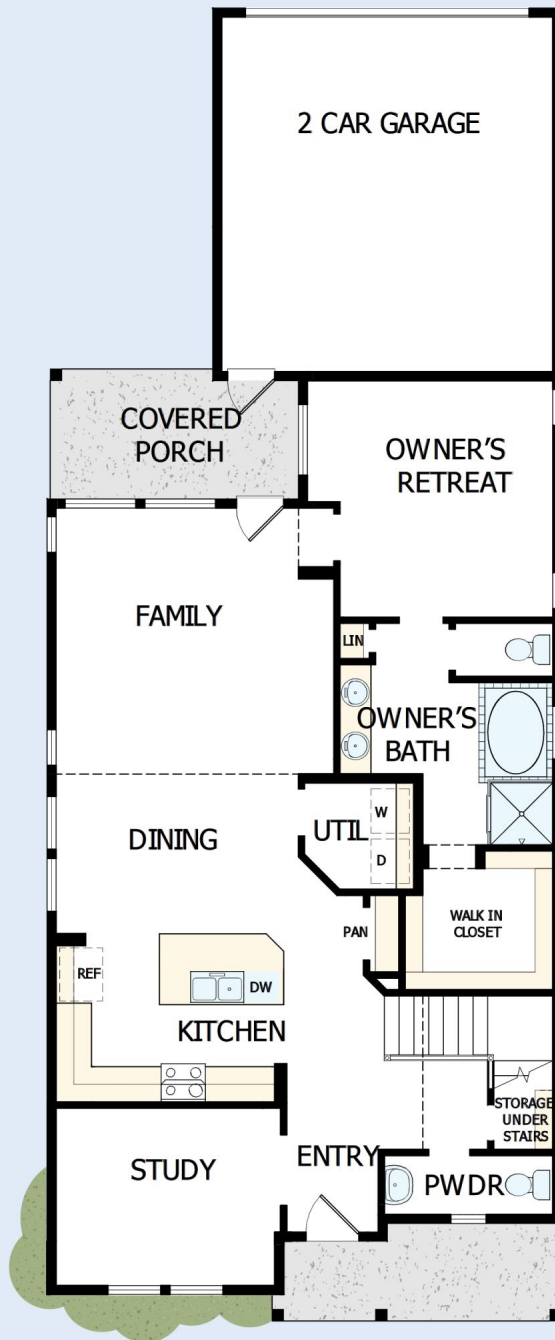 2 CAR GARAGE
COVERED
PORCH
OWNER'S
RETREAT
FAMILY
LIN
OWNER'S
BATH
DINING
UTIL
W
D
PAN
WALK IN
CLOSET
REF
DW
KITCHEN
STORAGE
UNDER
STAIRS
STUDY
ENTRY
PWDR